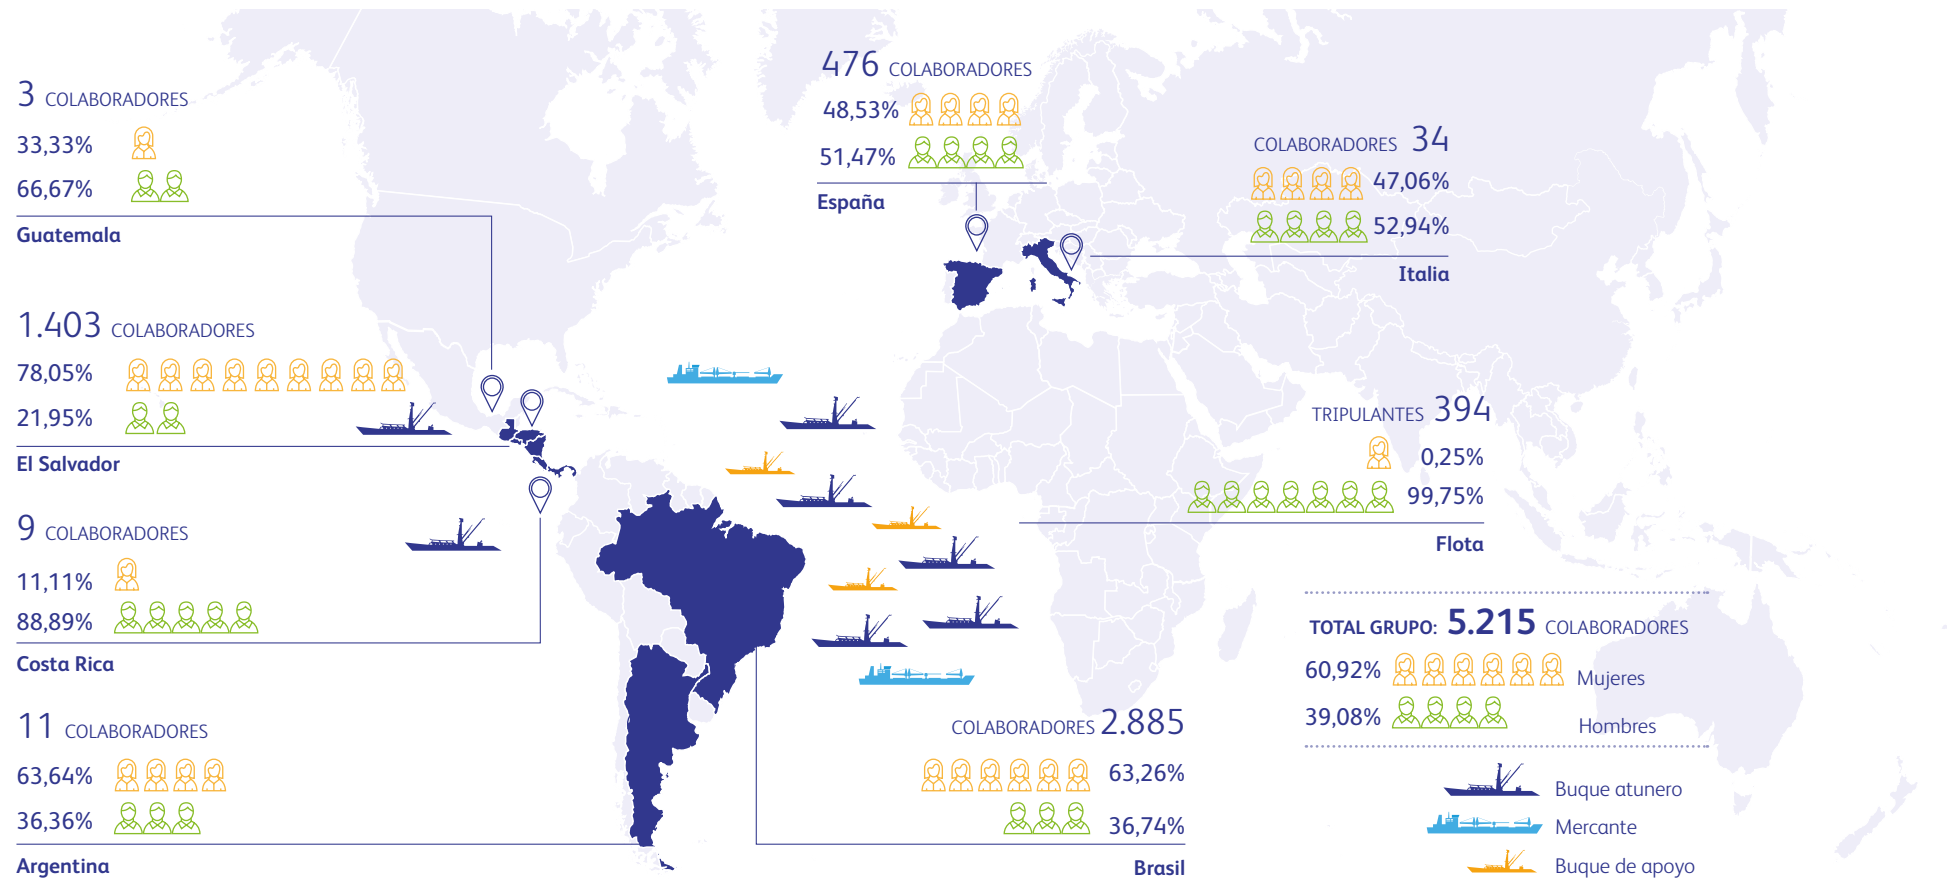 3 COLABORADORES
33,33%
66,67%
Guatemala
1.403 COLABORADORES
78,05%
21,95%
El Salvador
9 COLABORADORES
11,11%
88,89%
Costa Rica
11 COLABORADORES
63,64%
36,36%
Argentina
476 COLABORADORES
48,53%
51,47%
España
COLABORADORES 34
47,06%
52,94%
Italia
TRIPULANTES 394
0,25%
99,75%
Flota
COLABORADORES 2.885
63,26%
36,74%
Brasil
TOTAL GRUPO: 5.215 COLABORADORES
60,92% Mujeres
39,08% Hombres
Buque atunero
Mercante
Buque de apoyo